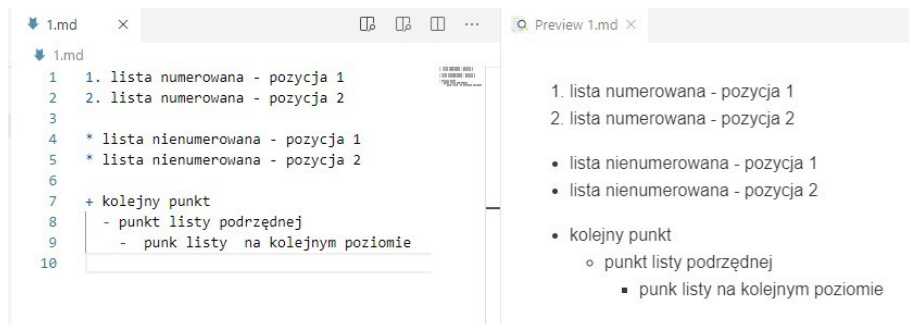 1.md
Preview 1.md
1.md
1 1. lista numerowana - pozycja 1
2 2. lista numerowana - pozycja 2
3
4 * lista nienumerowana - pozycja 1
5 * lista nienumerowana - pozycja 2
6
7 + kolejny punkt
8 - punkt listy podrzędnej
9 - punk listy  na kolejnym poziomie
10
1. lista numerowana - pozycja 1
2. lista numerowana - pozycja 2
• lista nienumerowana - pozycja 1
• lista nienumerowana - pozycja 2
• kolejny punkt
◦ punkt listy podrzędnej
▪ punk listy na kolejnym poziomie